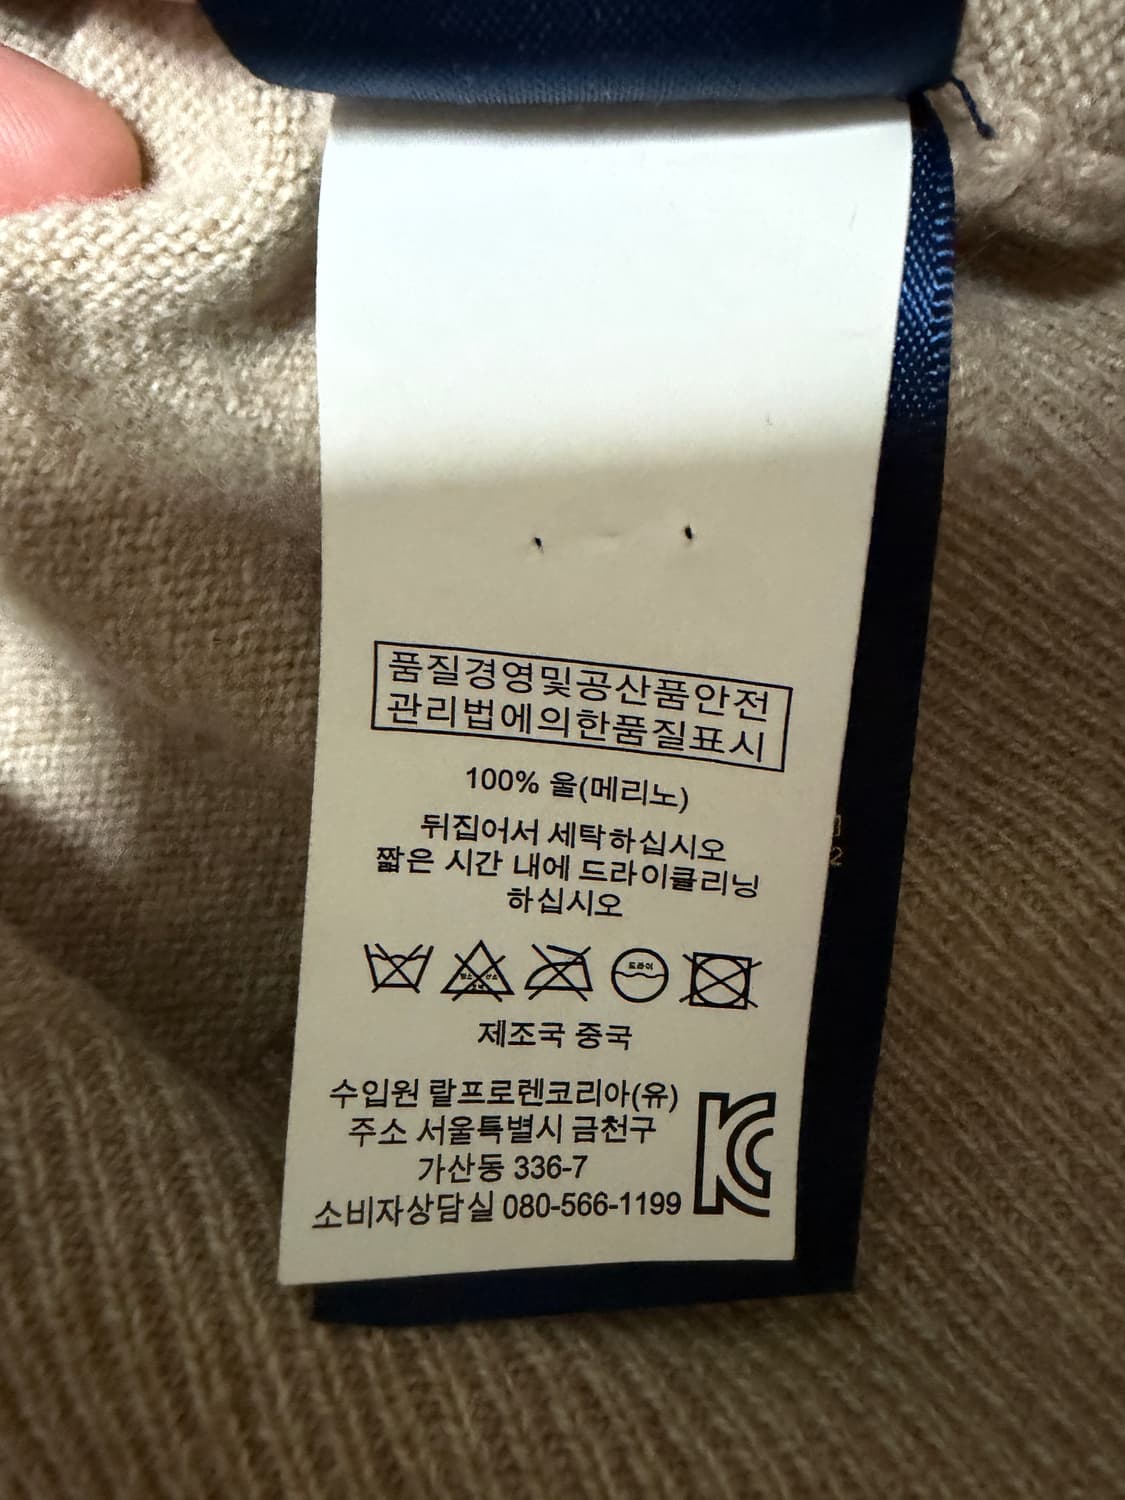 품질경영및공산품안전
관리법에의한품질표시
100% 울(메리노)
뒤집어서 세탁하십시오
짧은 시간 내에 드라이클리닝
하십시오
드라이
제조국 중국
수입원 랄프로렌코리아(유)
주소 서울특별시 금천구
가산동 336-7
소비자상담실 080-566-1199
KC